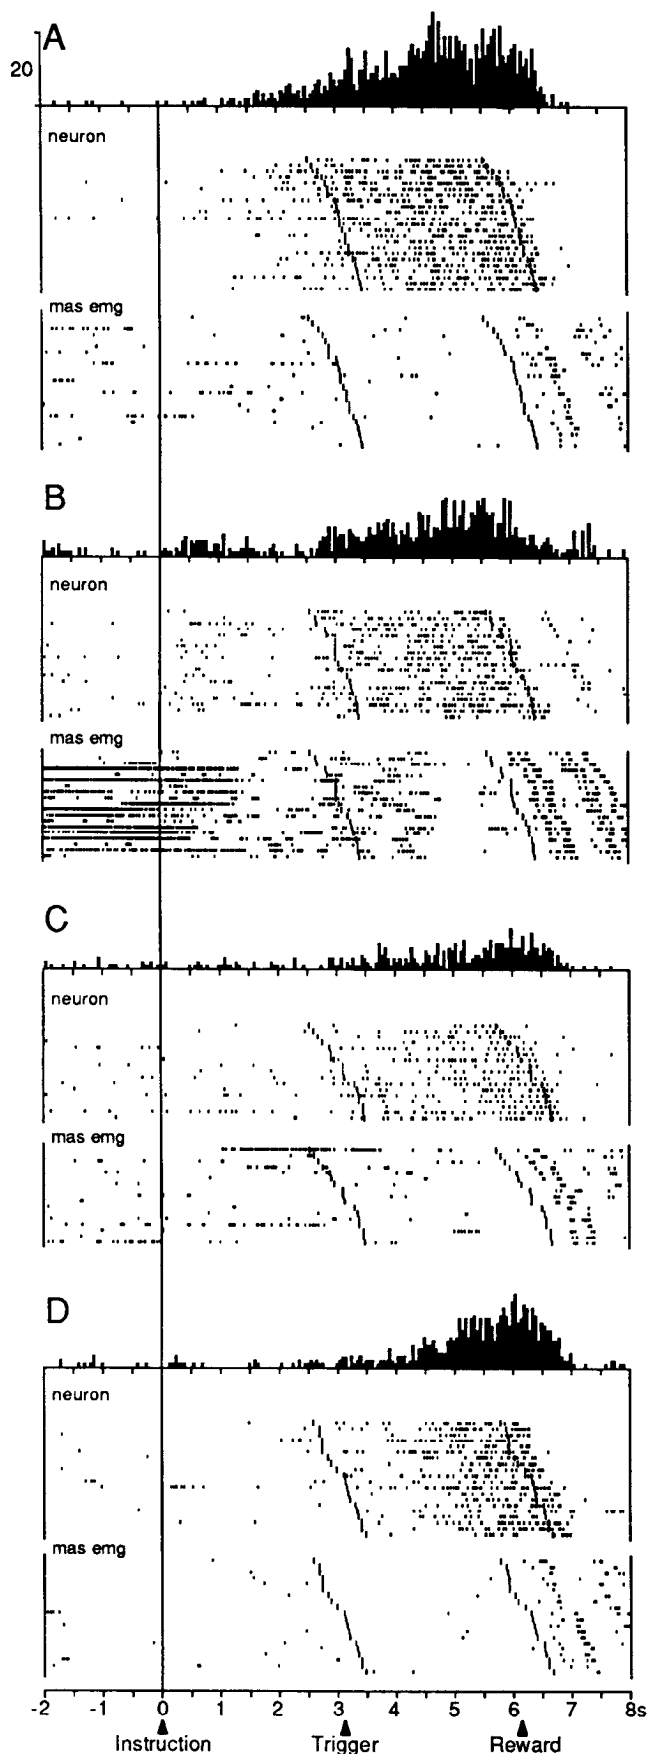 A
20
neuron
mas emg
B
neuron
mas emg
C
neuron
mas emg
D
neuron
mas emg
-2 -1 0 1 2 3 4 5 6 7 8s
Instruction Trigger Reward